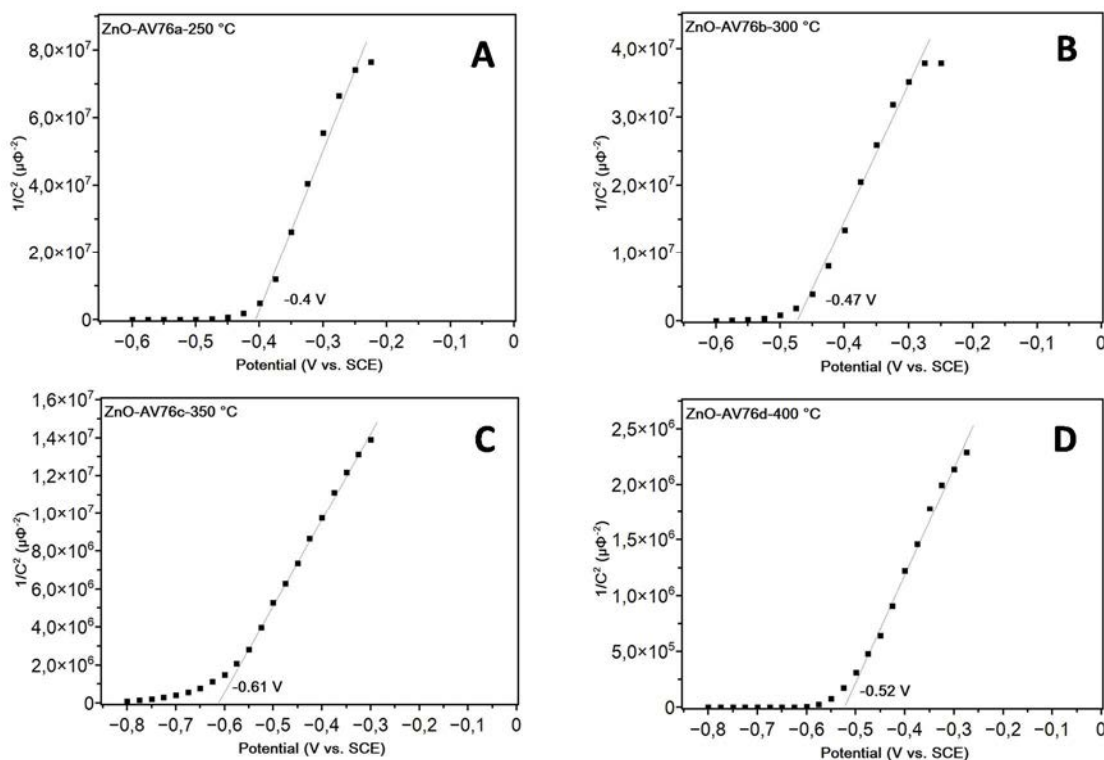 ZnO-AV76a-250 °C
A
8,0×10⁷
6,0×10⁷
4,0×10⁷
2,0×10⁷
0
1/C² (μΦ⁻²)
−0.4 V
−0,6 −0,5 −0,4 −0,3 −0,2 −0,1 0
Potential (V vs. SCE)
ZnO-AV76b-300 °C
B
4,0×10⁷
3,0×10⁷
2,0×10⁷
1,0×10⁷
0
1/C² (μΦ⁻²)
−0.47 V
−0,6 −0,5 −0,4 −0,3 −0,2 −0,1 0
Potential (V vs. SCE)
ZnO-AV76c-350 °C
C
1,6×10⁷
1,4×10⁷
1,2×10⁷
1,0×10⁷
8,0×10⁶
6,0×10⁶
4,0×10⁶
2,0×10⁶
0
1/C² (μΦ⁻²)
-0.61 V
−0,8 −0,7 −0,6 −0,5 −0,4 −0,3 −0,2 −0,1 0
Potential (V vs. SCE)
ZnO-AV76d-400 °C
D
2,5×10⁶
2,0×10⁶
1,5×10⁶
1,0×10⁶
5,0×10⁵
0
1/C² (μΦ⁻²)
−0.52 V
−0,8 −0,7 −0,6 −0,5 −0,4 −0,3 −0,2 −0,1 0
Potential (V vs. SCE)